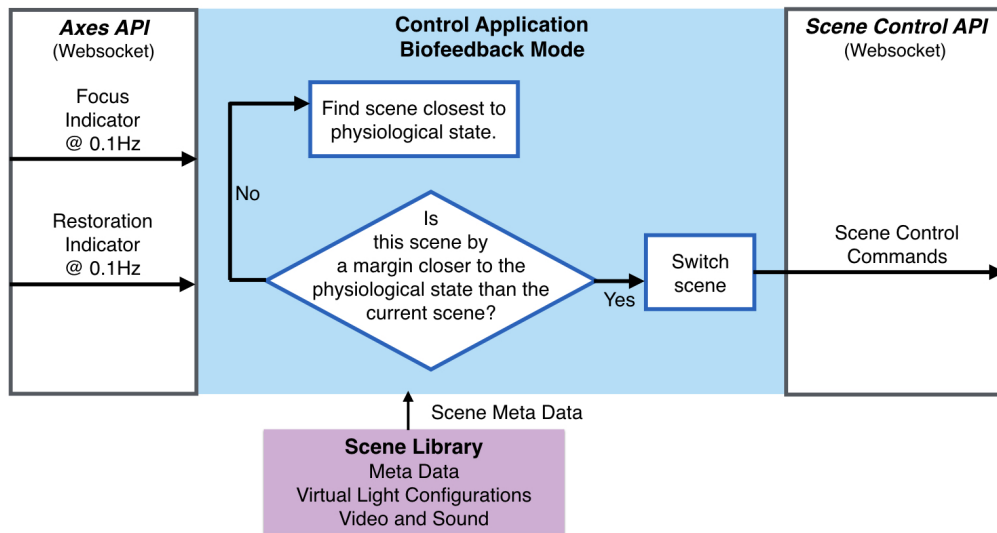 Axes API
(Websocket)
Focus
Indicator
@ 0.1Hz
Restoration
Indicator
@ 0.1Hz
Control Application
Biofeedback Mode
Find scene closest to
physiological state.
No
Is
this scene by
a margin closer to the
physiological state than the
current scene?
Yes
Switch
scene
Scene Control API
(Websocket)
Scene Control
Commands
Scene Meta Data
Scene Library
Meta Data
Virtual Light Configurations
Video and Sound